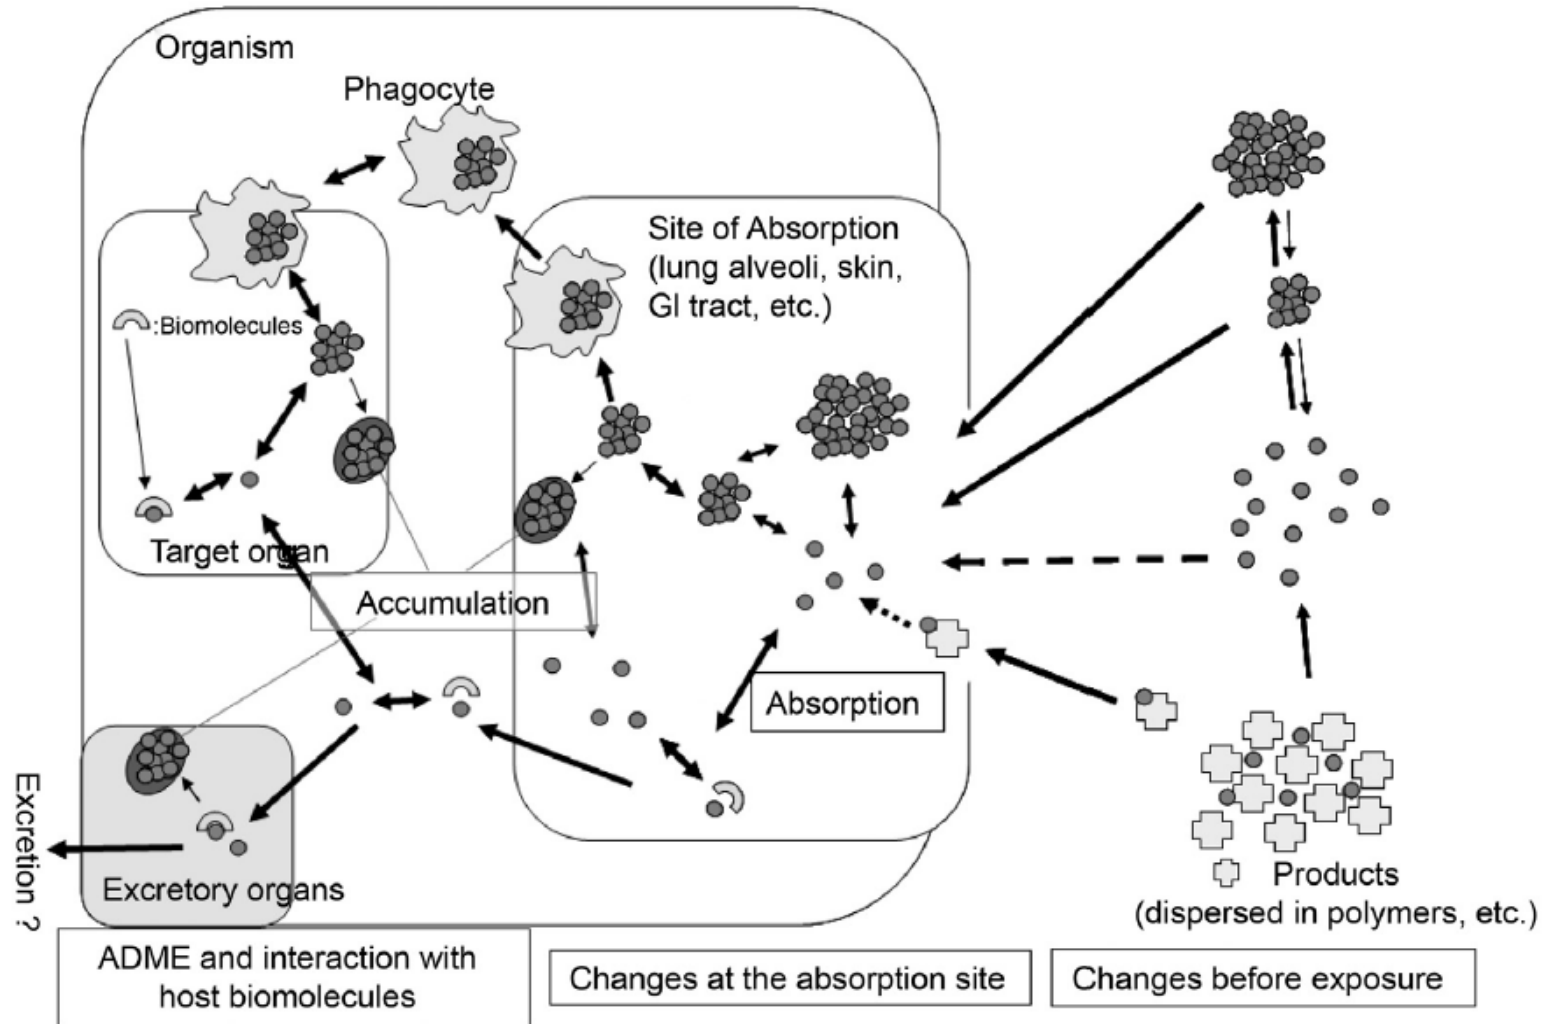 Organism
Phagocyte
Site of Absorption
(lung alveoli, skin,
GI tract, etc.)
:Biomolecules
Target organ
Accumulation
Absorption
Excretion ?
Excretory organs
Products
(dispersed in polymers, etc.)
ADME and interaction with
host biomolecules
Changes at the absorption site
Changes before exposure